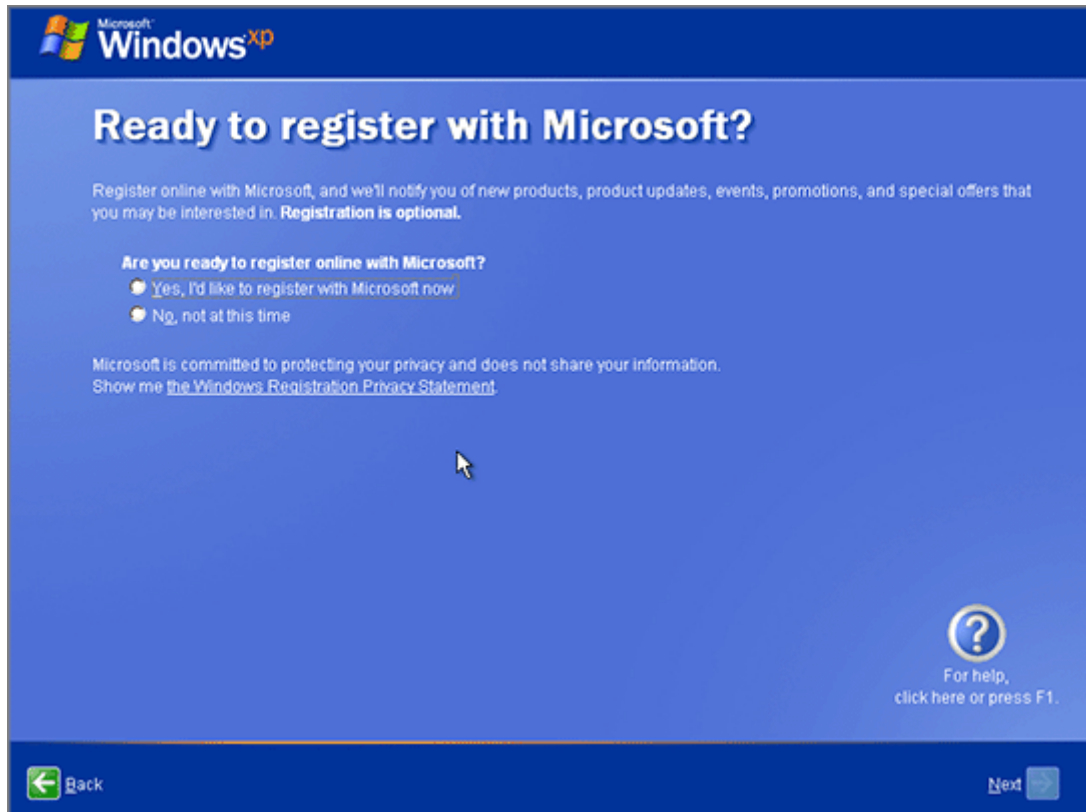 Microsoft
Windows xp
Ready to register with Microsoft?
Register online with Microsoft, and we'll notify you of new products, product updates, events, promotions, and special offers that
you may be interested in. Registration is optional.
Are you ready to register online with Microsoft?
Yes, I'd like to register with Microsoft now
No, not at this time
Microsoft is committed to protecting your privacy and does not share your information.
Show me the Windows Registration Privacy Statement.
?
For help,
click here or press F1.
Back
Next